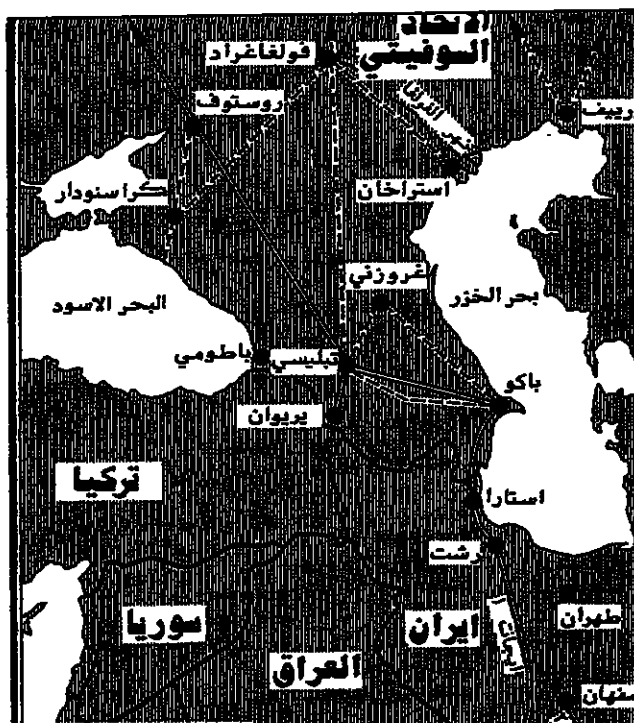 الاتحاد
السوفيتي
فولغاغراد
روستوف
استراخان
كراسنودار
غروزني
بحر الخزر
البحر الاسود
باطومي
تبليسي
باكو
يريوان
تركيا
استارا
رشت
طهران
ايران
سوريا
العراق